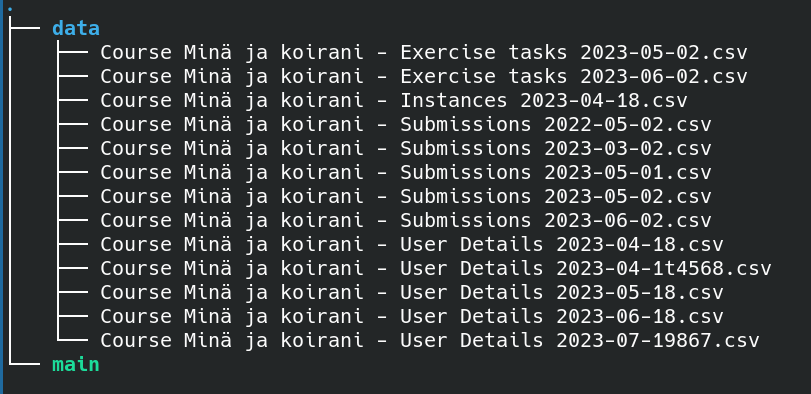 .
data
Course Minä ja koirani - Exercise tasks 2023-05-02.csv
Course Minä ja koirani - Exercise tasks 2023-06-02.csv
Course Minä ja koirani - Instances 2023-04-18.csv
Course Minä ja koirani - Submissions 2022-05-02.csv
Course Minä ja koirani - Submissions 2023-03-02.csv
Course Minä ja koirani - Submissions 2023-05-01.csv
Course Minä ja koirani - Submissions 2023-05-02.csv
Course Minä ja koirani - Submissions 2023-06-02.csv
Course Minä ja koirani - User Details 2023-04-18.csv
Course Minä ja koirani - User Details 2023-04-1t4568.csv
Course Minä ja koirani - User Details 2023-05-18.csv
Course Minä ja koirani - User Details 2023-06-18.csv
Course Minä ja koirani - User Details 2023-07-19867.csv
main